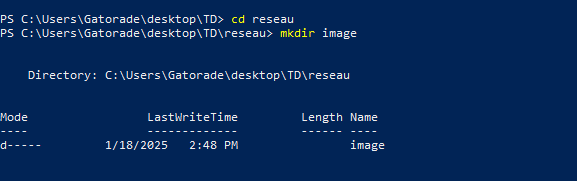 PS C:\Users\Gatorade\desktop\TD> cd reseau
PS C:\Users\Gatorade\desktop\TD\reseau> mkdir image
Directory: C:\Users\Gatorade\desktop\TD\reseau
Mode LastWriteTime Length Name
---- ------------- ------ ----
d----- 1/18/2025 2:48 PM image